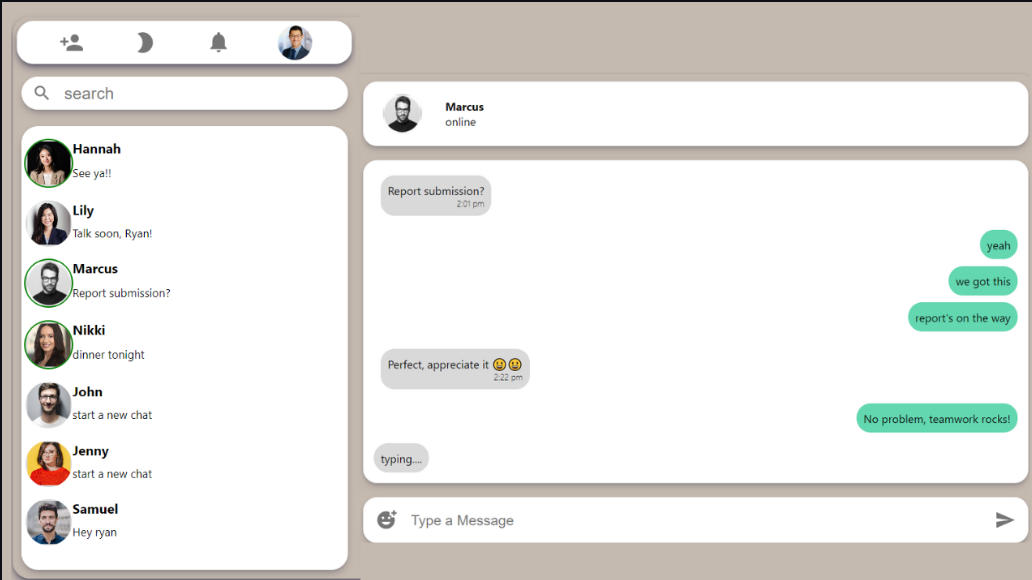 search
Hannah
See ya!!
Lily
Talk soon, Ryan!
Marcus
Report submission?
Nikki
dinner tonight
John
start a new chat
Jenny
start a new chat
Samuel
Hey ryan
Marcus
online
Report submission?
2:01 pm
yeah
we got this
report's on the way
Perfect, appreciate it 😀😀
2:22 pm
No problem, teamwork rocks!
typing....
Type a Message